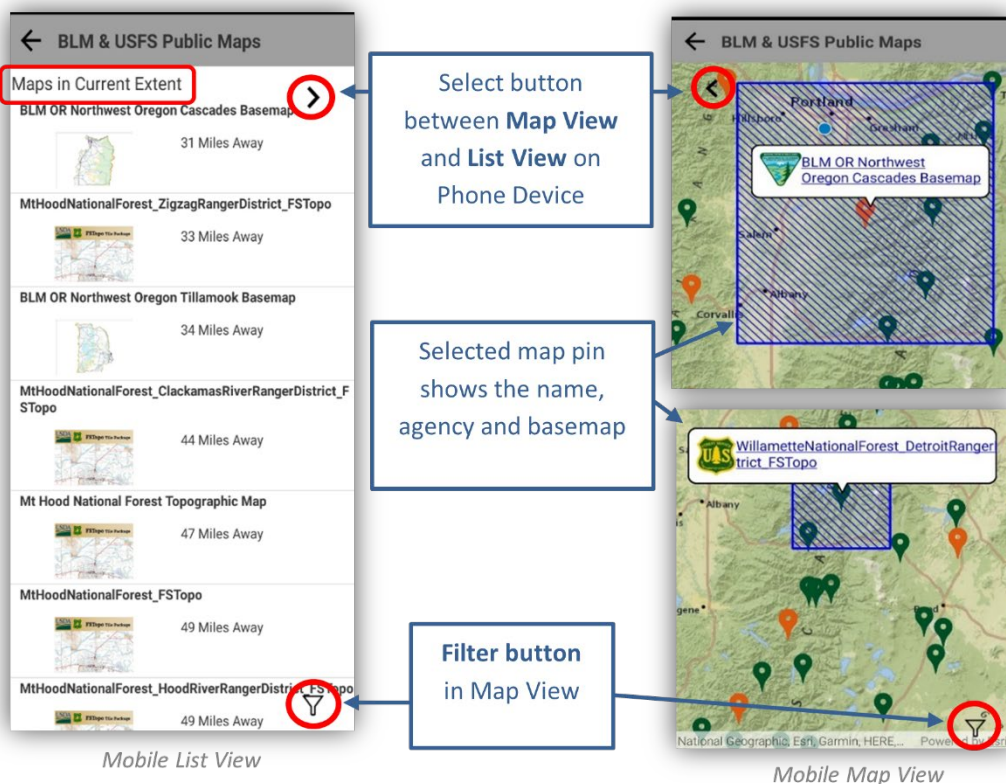 BLM & USFS Public Maps
Maps in Current Extent
BLM OR Northwest Oregon Cascades Basemap
31 Miles Away
MtHoodNationalForest_ZigzagRangerDistrict_FSTopo
33 Miles Away
BLM OR Northwest Oregon Tillamook Basemap
34 Miles Away
MtHoodNationalForest_ClackamasRiverRangerDistrict_F
STopo
44 Miles Away
Mt Hood National Forest Topographic Map
47 Miles Away
MtHoodNationalForest_FSTopo
49 Miles Away
MtHoodNationalForest_HoodRiverRangerDistrict_FSTopo
49 Miles Away
Mobile List View
Select button
between Map View
and List View on
Phone Device
Selected map pin
shows the name,
agency and basemap
Filter button
in Map View
BLM & USFS Public Maps
Portland
Hillsboro
Gresham
BLM OR Northwest
Oregon Cascades Basemap
Salem
Albany
Corvallis
WillametteNationalForest_DetroitRanger
trict_FSTopo
UAS
Albany
gene
National Geographic, Esri, Garmin, HERE,...
Powered by Esri
Mobile Map View